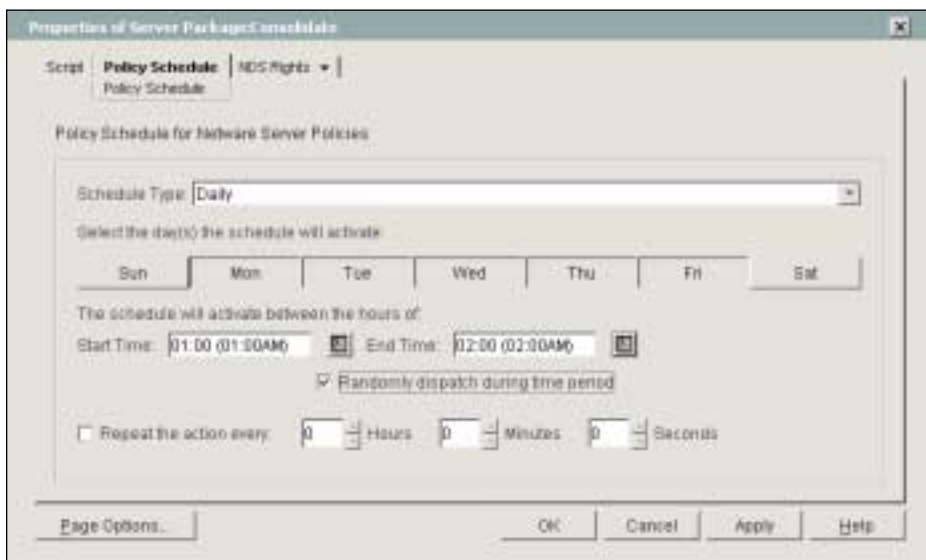 Properties of Server Package:Consolidate
Script Policy Schedule NDS Rights
Policy Schedule
Policy Schedule for Netware Server Policies
Schedule Type: Daily
Select the day(s) the schedule will activate
Sun Mon Tue Wed Thu Fri Sat
The schedule will activate between the hours of:
Start Time: 01:00 (01:00AM) End Time: 02:00 (02:00AM)
Randomly dispatch during time period
Repeat the action every: 0 Hours 0 Minutes 0 Seconds
Page Options... OK Cancel Apply Help